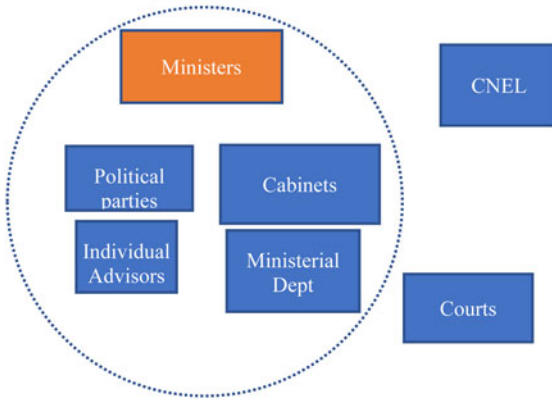 Ministers
CNEL
Political
parties
Cabinets
Individual
Advisors
Ministerial
Dept
Courts